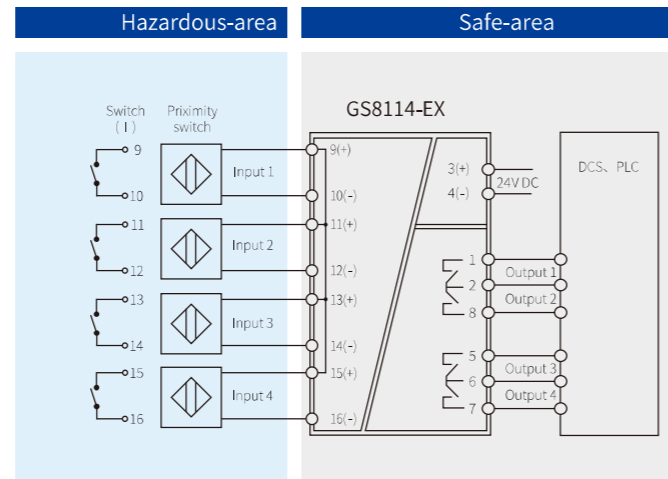 Hazardous-area
Safe-area
Switch
( I )
Priximity
switch
GS8114-EX
9
10
Input 1
9(+)
10(-)
11
12
Input 2
11(+)
12(-)
13
14
Input 3
13(+)
14(-)
15
16
Input 4
15(+)
16(-)
3(+)
4(-)
24V DC
DCS、PLC
1
2
8
Output 1
Output 2
5
6
7
Output 3
Output 4